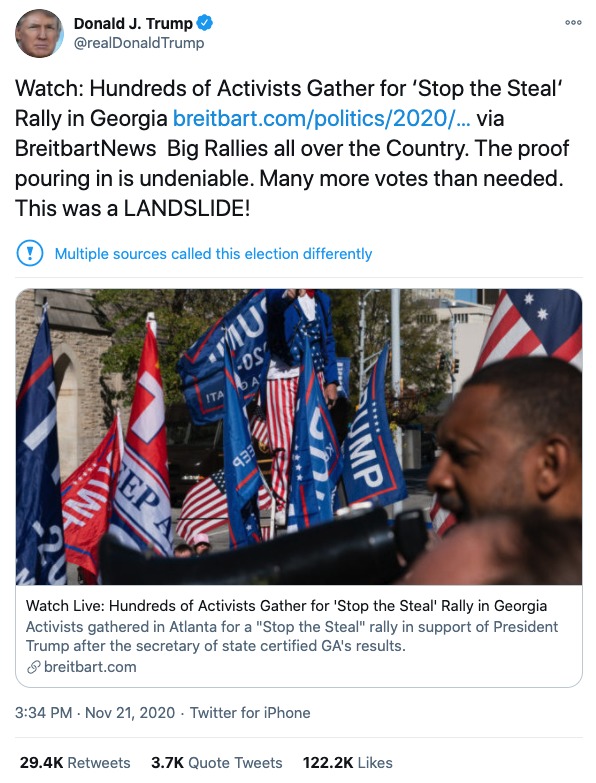 Donald J. Trump
@realDonaldTrump
Watch: Hundreds of Activists Gather for ‘Stop the Steal’
Rally in Georgia breitbart.com/politics/2020/… via
BreitbartNews Big Rallies all over the Country. The proof
pouring in is undeniable. Many more votes than needed.
This was a LANDSLIDE!
Multiple sources called this election differently
TRUMP
EEP A
Watch Live: Hundreds of Activists Gather for 'Stop the Steal' Rally in Georgia
Activists gathered in Atlanta for a "Stop the Steal" rally in support of President
Trump after the secretary of state certified GA's results.
breitbart.com
3:34 PM · Nov 21, 2020 · Twitter for iPhone
29.4K Retweets 3.7K Quote Tweets 122.2K Likes